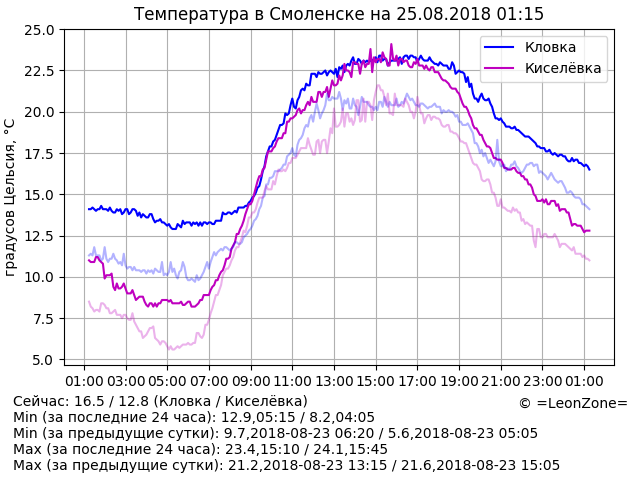 Температура в Смоленске на 25.08.2018 01:15
25.0
22.5
20.0
17.5
15.0
12.5
10.0
7.5
5.0
градусов Цельсия, °C
Кловка
Киселёвка
01:00 03:00 05:00 07:00 09:00 11:00 13:00 15:00 17:00 19:00 21:00 23:00 01:00
Сейчас: 16.5 / 12.8 (Кловка / Киселёвка)
© =LeonZone=
Min (за последние 24 часа): 12.9,05:15 / 8.2,04:05
Min (за предыдущие сутки): 9.7,2018-08-23 06:20 / 5.6,2018-08-23 05:05
Max (за последние 24 часа): 23.4,15:10 / 24.1,15:45
Max (за предыдущие сутки): 21.2,2018-08-23 13:15 / 21.6,2018-08-23 15:05